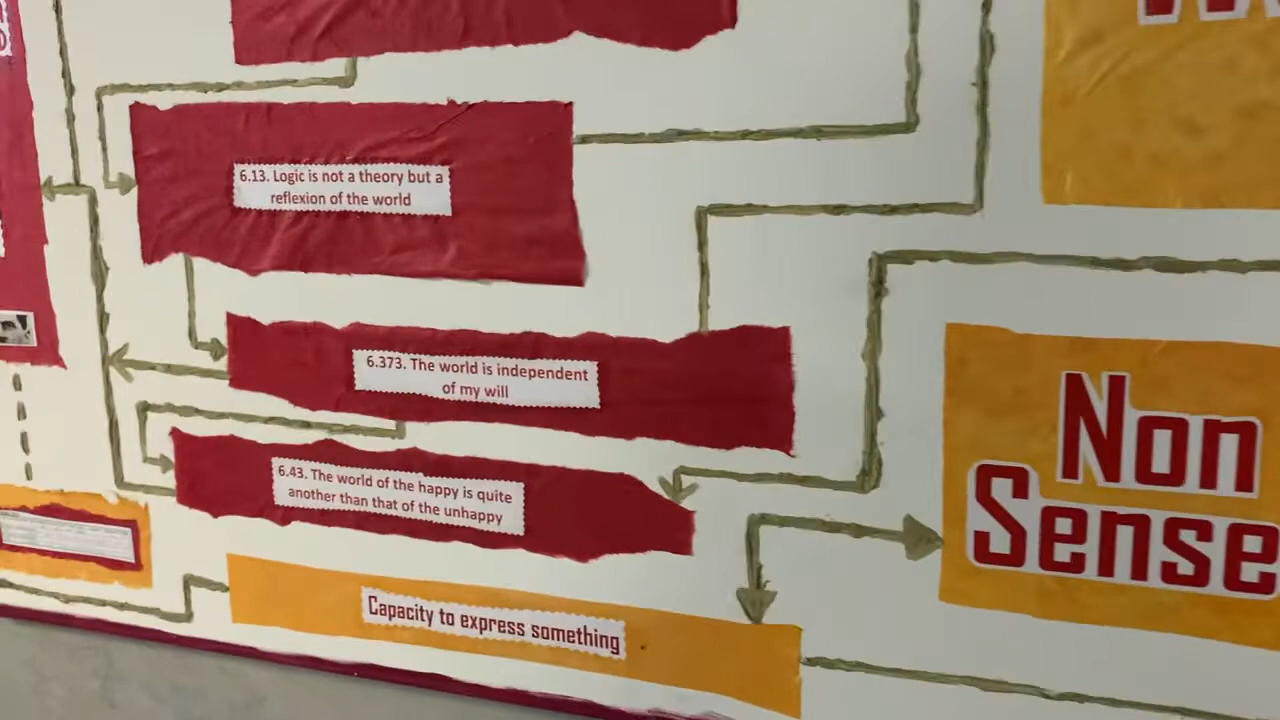 6.13. Logic is not a theory but a
reflexion of the world
6.373. The world is independent
of my will
6.43. The world of the happy is quite
another than that of the unhappy
Capacity to express something
Non
Sense